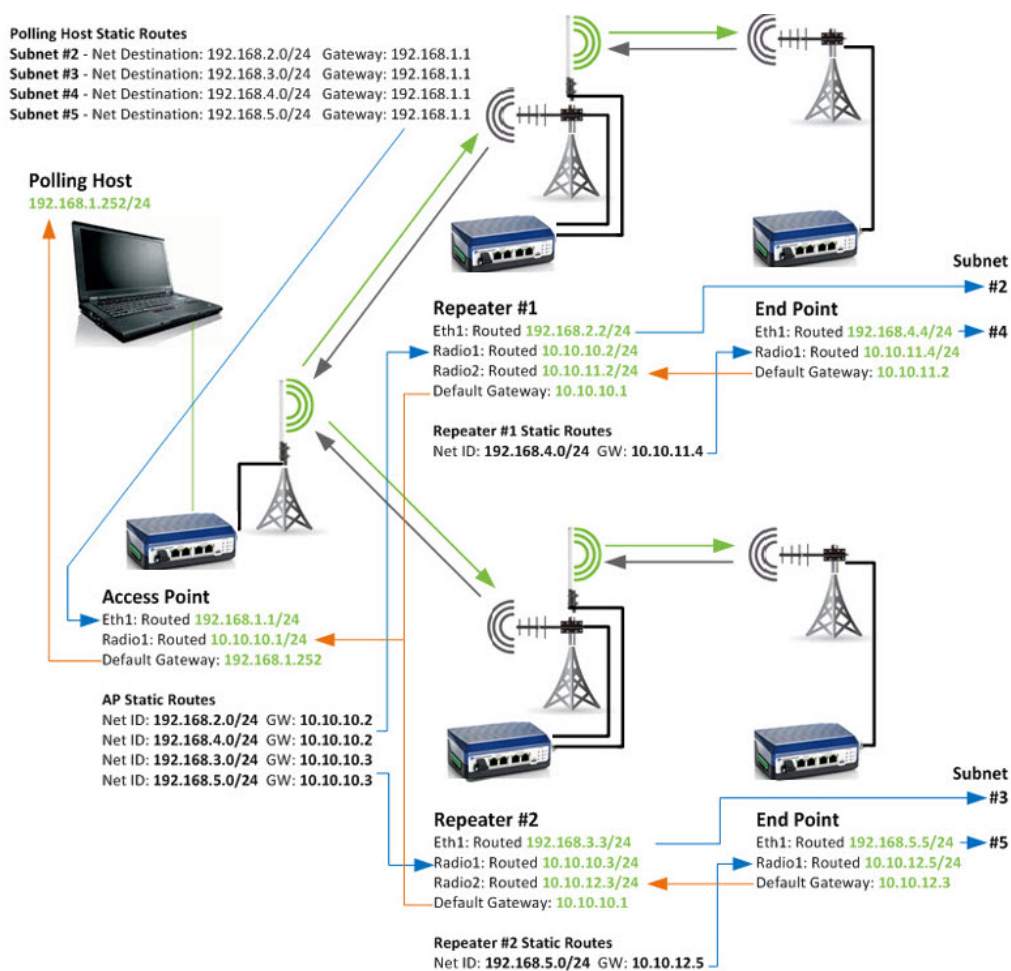 Polling Host Static Routes
Subnet #2 - Net Destination: 192.168.2.0/24 Gateway: 192.168.1.1
Subnet #3 - Net Destination: 192.168.3.0/24 Gateway: 192.168.1.1
Subnet #4 - Net Destination: 192.168.4.0/24 Gateway: 192.168.1.1
Subnet #5 - Net Destination: 192.168.5.0/24 Gateway: 192.168.1.1
Polling Host
192.168.1.252/24
Repeater #1
Eth1: Routed 192.168.2.2/24
Radio1: Routed 10.10.10.2/24
Radio2: Routed 10.10.11.2/24
Default Gateway: 10.10.10.1
Repeater #1 Static Routes
Net ID: 192.168.4.0/24 GW: 10.10.11.4
Subnet
#2
End Point
Eth1: Routed 192.168.4.4/24
#4
Radio1: Routed 10.10.11.4/24
Default Gateway: 10.10.11.2
Access Point
Eth1: Routed 192.168.1.1/24
Radio1: Routed 10.10.10.1/24
Default Gateway: 192.168.1.252
AP Static Routes
Net ID: 192.168.2.0/24 GW: 10.10.10.2
Net ID: 192.168.4.0/24 GW: 10.10.10.2
Net ID: 192.168.3.0/24 GW: 10.10.10.3
Net ID: 192.168.5.0/24 GW: 10.10.10.3
Repeater #2
Eth1: Routed 192.168.3.3/24
Radio1: Routed 10.10.10.3/24
Radio2: Routed 10.10.12.3/24
Default Gateway: 10.10.10.1
Repeater #2 Static Routes
Net ID: 192.168.5.0/24 GW: 10.10.12.5
Subnet
#3
End Point
Eth1: Routed 192.168.5.5/24
#5
Radio1: Routed 10.10.12.5/24
Default Gateway: 10.10.12.3